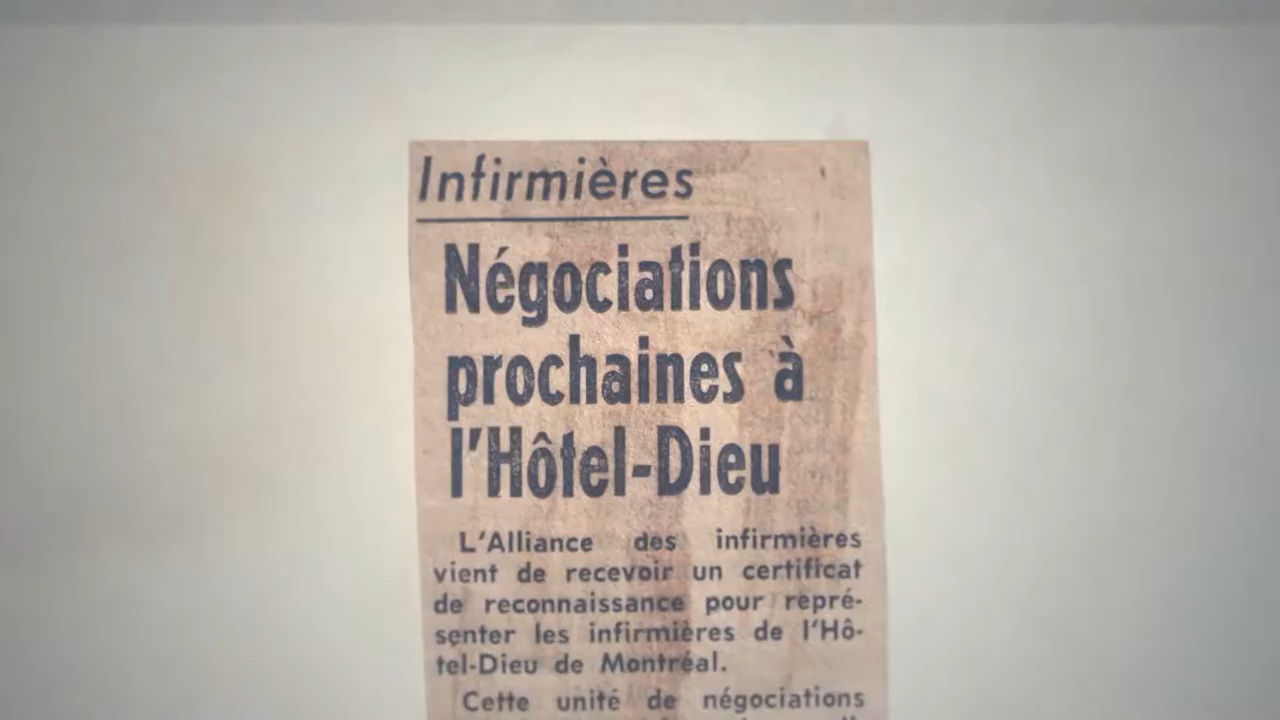 Infirmières
Négociations
prochaines à
l'Hôtel-Dieu
L'Alliance des infirmières
vient de recevoir un certificat
de reconnaissance pour repré-
senter les infirmières de l'Hô-
tel-Dieu de Montréal.
Cette unité de négociations